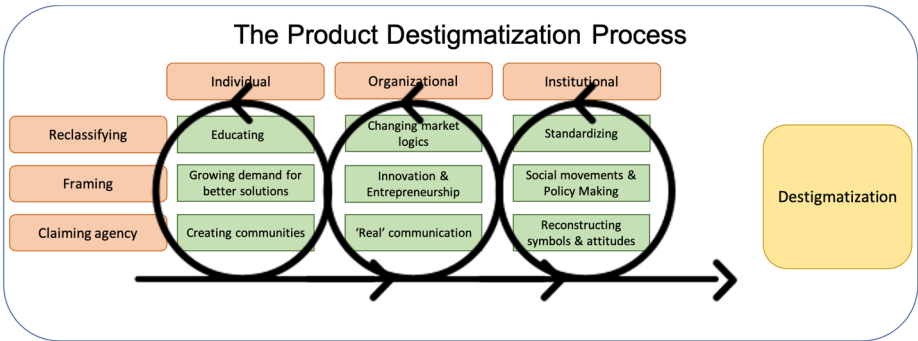 The Product Destigmatization Process
Individual
Organizational
Institutional
Reclassifying
Educating
Changing market
logics
Standardizing
Framing
Growing demand for
better solutions
Innovation &
Entrepreneurship
Social movements &
Policy Making
Claiming agency
Creating communities
‘Real’ communication
Reconstructing
symbols & attitudes
Destigmatization